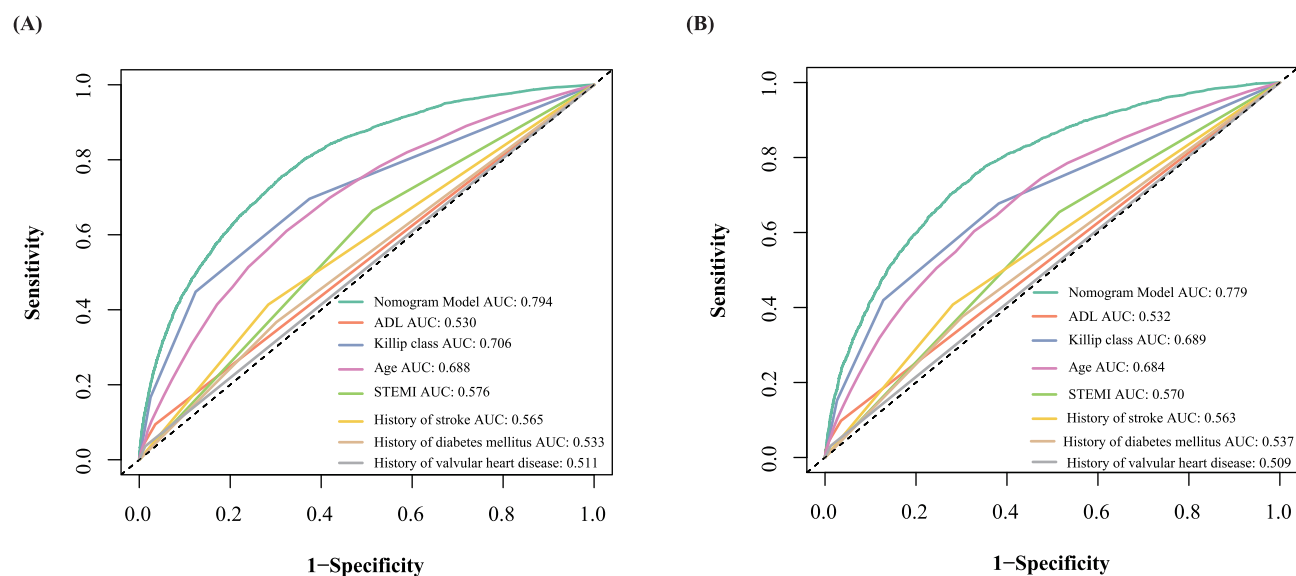 (A)
Sensitivity
1.0
0.8
0.6
0.4
0.2
0.0
Nomogram Model AUC: 0.794
ADL AUC: 0.530
Killip class AUC: 0.706
Age AUC: 0.688
STEMI AUC: 0.576
History of stroke AUC: 0.565
History of diabetes mellitus AUC: 0.533
History of valvular heart disease: 0.511
0.0 0.2 0.4 0.6 0.8 1.0
1−Specificity
(B)
Sensitivity
1.0
0.8
0.6
0.4
0.2
0.0
Nomogram Model AUC: 0.779
ADL AUC: 0.532
Killip class AUC: 0.689
Age AUC: 0.684
STEMI AUC: 0.570
History of stroke AUC: 0.563
History of diabetes mellitus AUC: 0.537
History of valvular heart disease: 0.509
0.0 0.2 0.4 0.6 0.8 1.0
1−Specificity